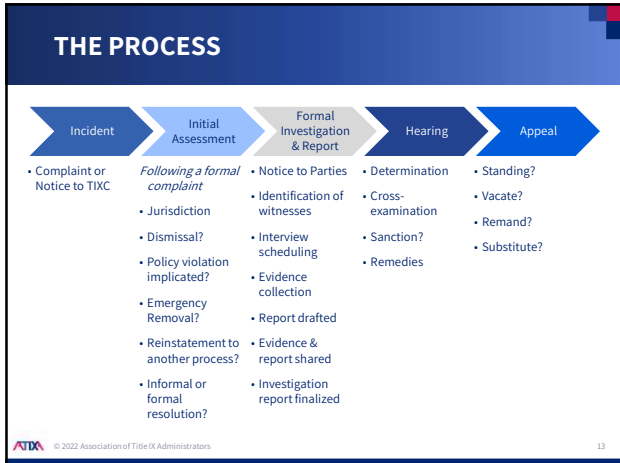 THE PROCESS
Incident
Initial
Assessment
Formal
Investigation
& Report
Hearing
Appeal
• Complaint or
Notice to TIXC
Following a formal
complaint
• Jurisdiction
• Dismissal?
• Policy violation
implicated?
• Emergency
Removal?
• Reinstatement to
another process?
• Informal or
formal
resolution?
• Notice to Parties
• Identification of
witnesses
• Interview
scheduling
• Evidence
collection
• Report drafted
• Evidence &
report shared
• Investigation
report finalized
• Determination
• Cross-
examination
• Sanction?
• Remedies
• Standing?
• Vacate?
• Remand?
• Substitute?
ATIXA © 2022 Association of Title IX Administrators
13